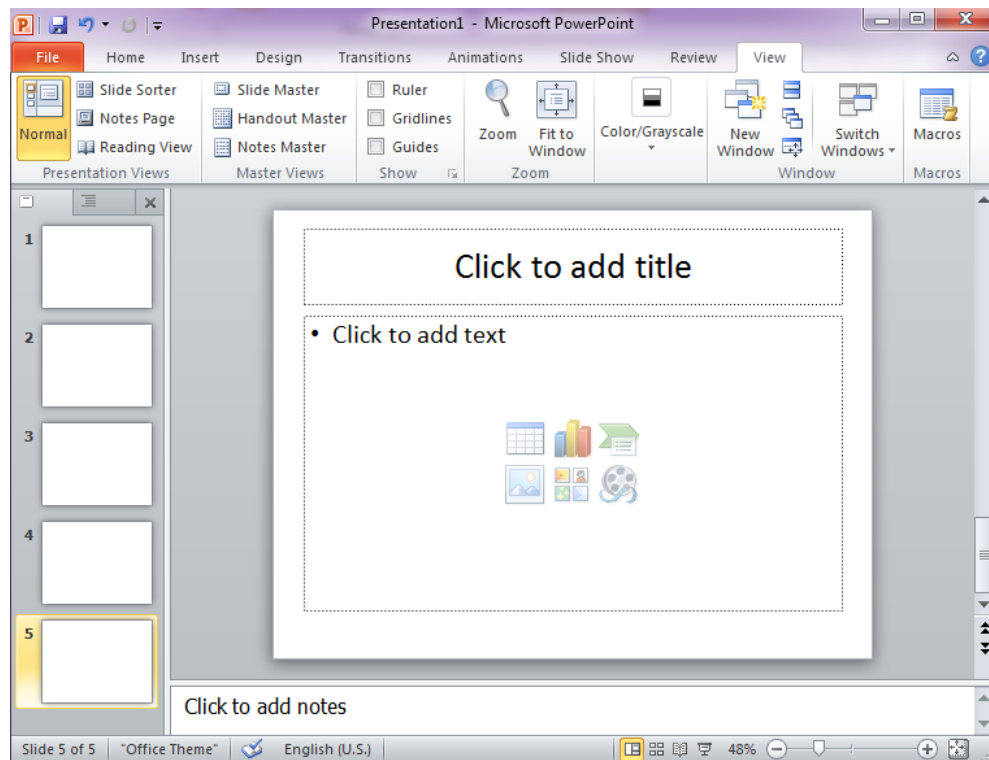 P Presentation1 - Microsoft PowerPoint
File Home Insert Design Transitions Animations Slide Show Review View
Normal
Slide Sorter
Notes Page
Reading View
Presentation Views
Slide Master
Handout Master
Notes Master
Master Views
Ruler
Gridlines
Guides
Show
Zoom
Fit to
Window
Zoom
Color/Grayscale
New
Window
Switch
Windows
Window
Macros
Macros
1
2
3
4
5
Click to add title
• Click to add text
Click to add notes
Slide 5 of 5 "Office Theme" English (U.S.) 48%